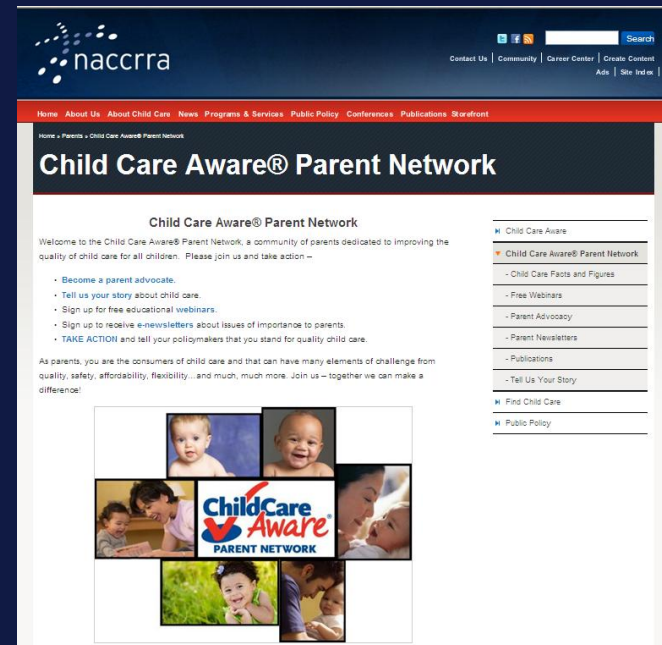 naccrra
Search
Contact Us | Community | Career Center | Create Content
Ads | Site Index |
Home About Us About Child Care News Programs & Services Public Policy Conferences Publications Storefront
Home » Parents » Child Care Aware® Parent Network
Child Care Aware® Parent Network
Child Care Aware® Parent Network
Welcome to the Child Care Aware® Parent Network, a community of parents dedicated to improving the
quality of child care for all children. Please join us and take action –
• Become a parent advocate.
• Tell us your story about child care.
• Sign up for free educational webinars.
• Sign up to receive e-newsletters about issues of importance to parents.
• TAKE ACTION and tell your policymakers that you stand for quality child care.
As parents, you are the consumers of child care and that can have many elements of challenge from
quality, safety, affordability, flexibility...and much, much more. Join us – together we can make a
difference!
ChildCare
Aware®
PARENT NETWORK
Child Care Aware
Child Care Aware® Parent Network
- Child Care Facts and Figures
- Free Webinars
- Parent Advocacy
- Parent Newsletters
- Publications
- Tell Us Your Story
Find Child Care
Public Policy